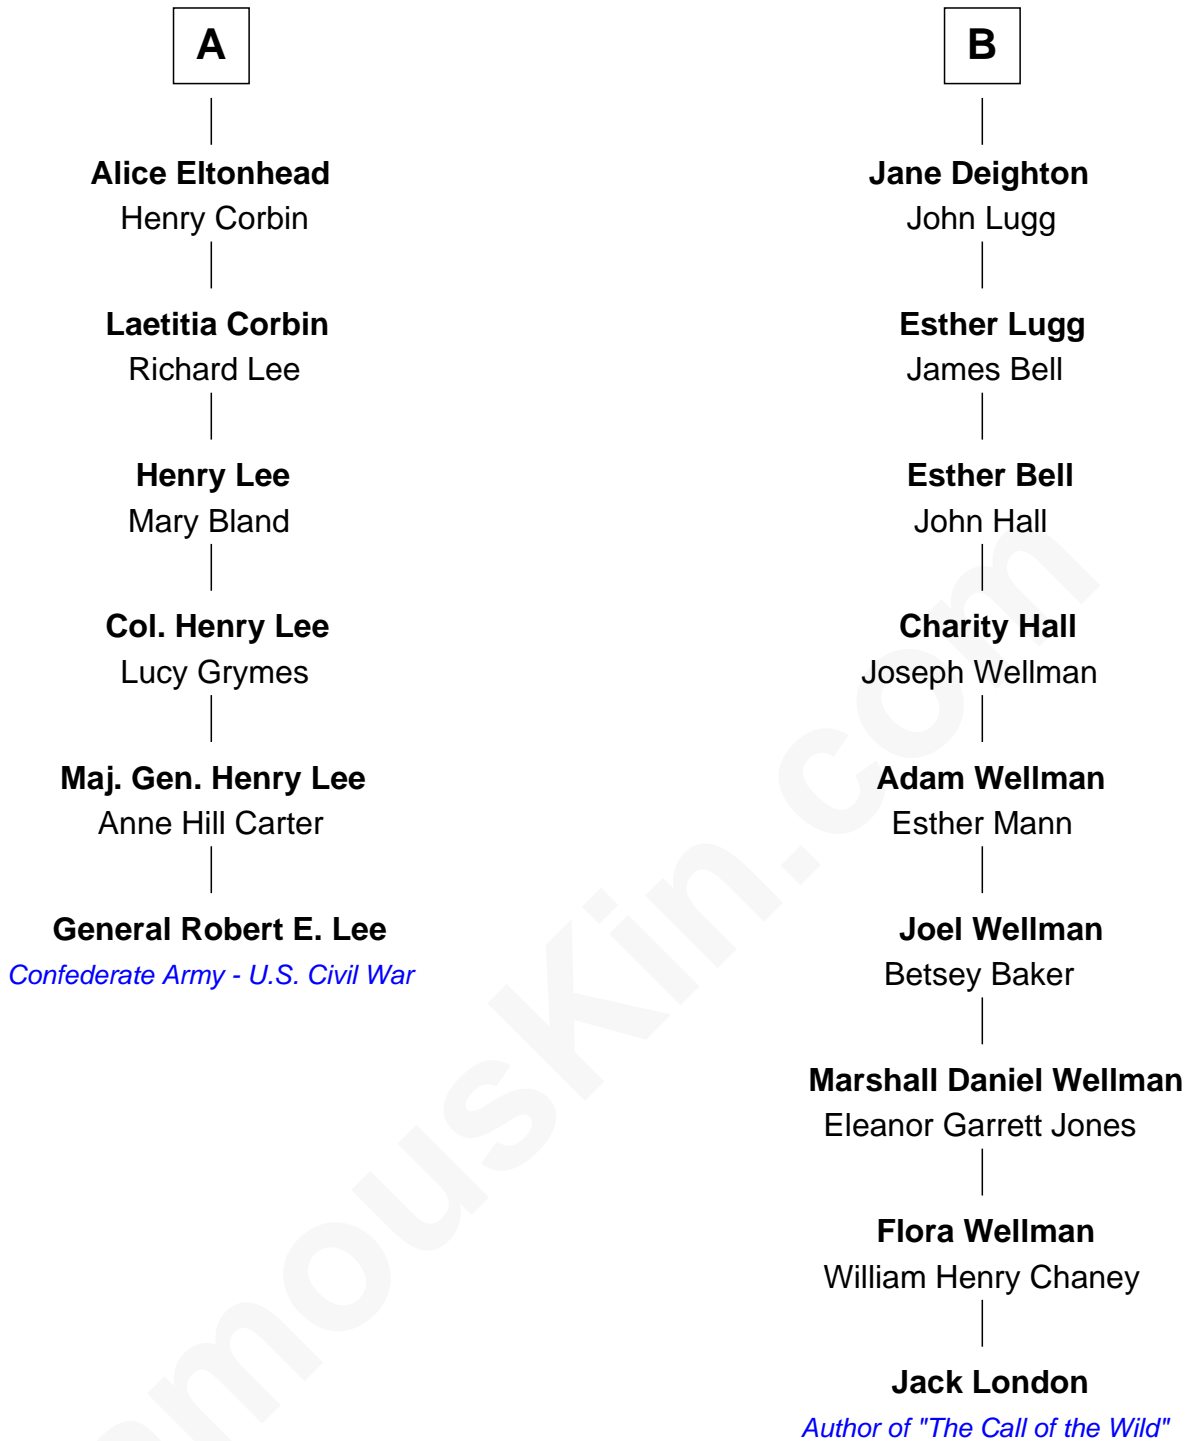 A
Alice Eltonhead
Henry Corbin
Laetitia Corbin
Richard Lee
Henry Lee
Mary Bland
Col. Henry Lee
Lucy Grymes
Maj. Gen. Henry Lee
Anne Hill Carter
General Robert E. Lee
Confederate Army - U.S. Civil War
B
Jane Deighton
John Lugg
Esther Lugg
James Bell
Esther Bell
John Hall
Charity Hall
Joseph Wellman
Adam Wellman
Esther Mann
Joel Wellman
Betsey Baker
Marshall Daniel Wellman
Eleanor Garrett Jones
Flora Wellman
William Henry Chaney
Jack London
Author of "The Call of the Wild"
amousKin.com